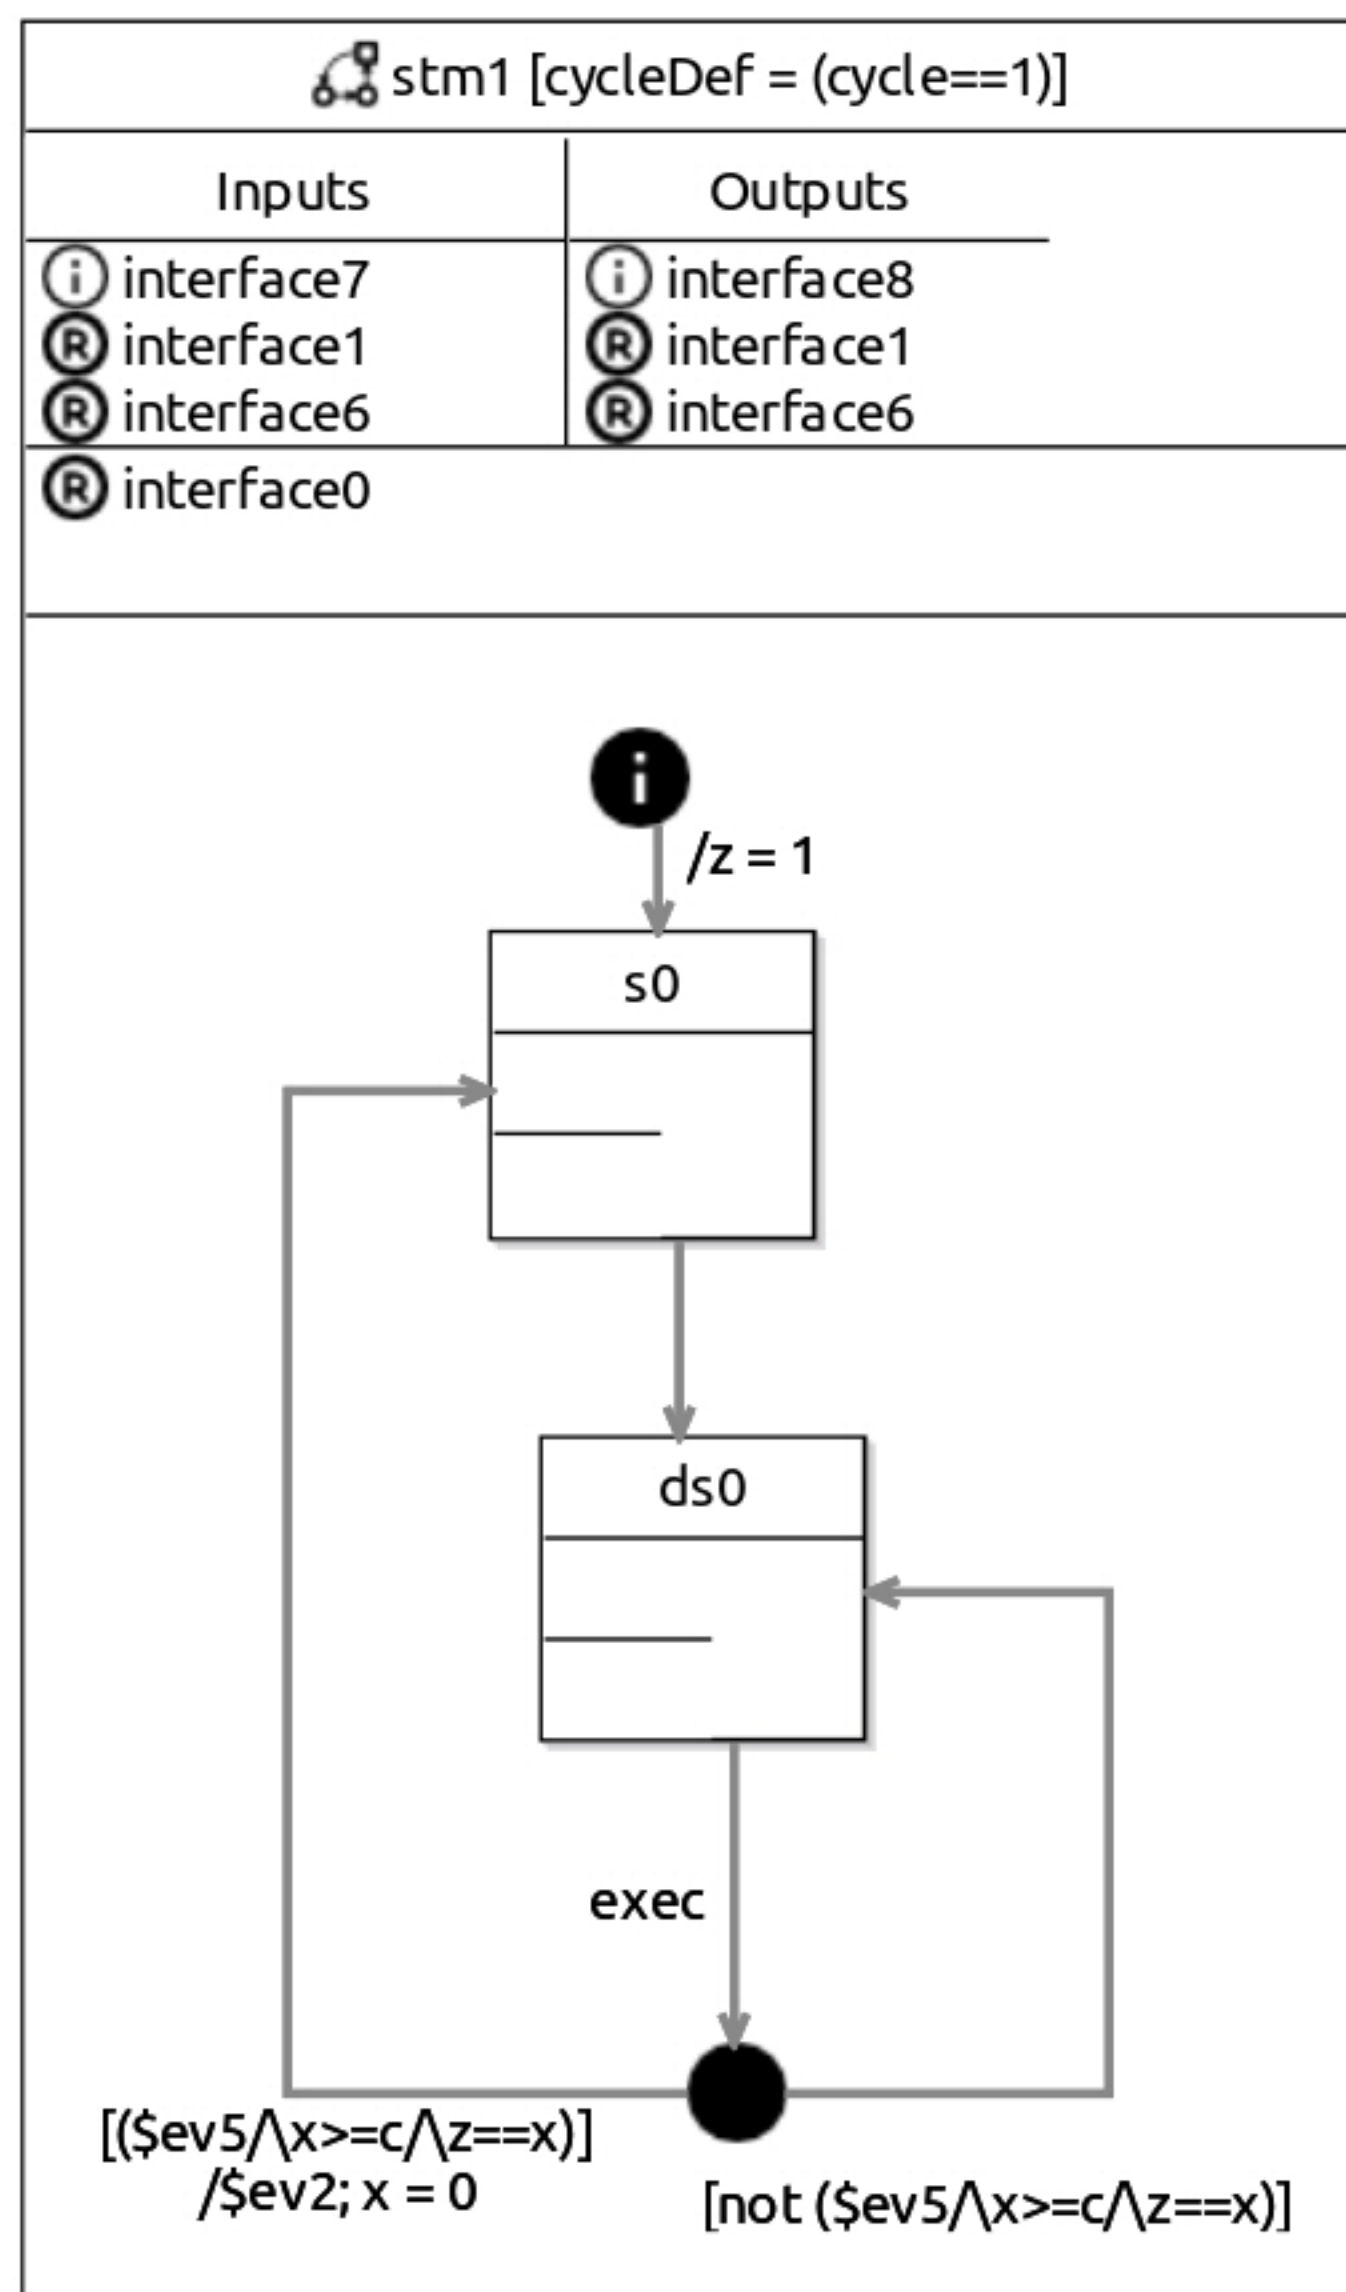 stm1 [cycleDef = (cycle==1)]
Inputs
Outputs
i interface7
i interface8
R interface1
R interface1
R interface6
R interface6
R interface0
i
/z = 1
s0
ds0
exec
[($ev5/\x>=c/\z==x)]
/$ev2; x = 0
[not ($ev5/\x>=c/\z==x)]